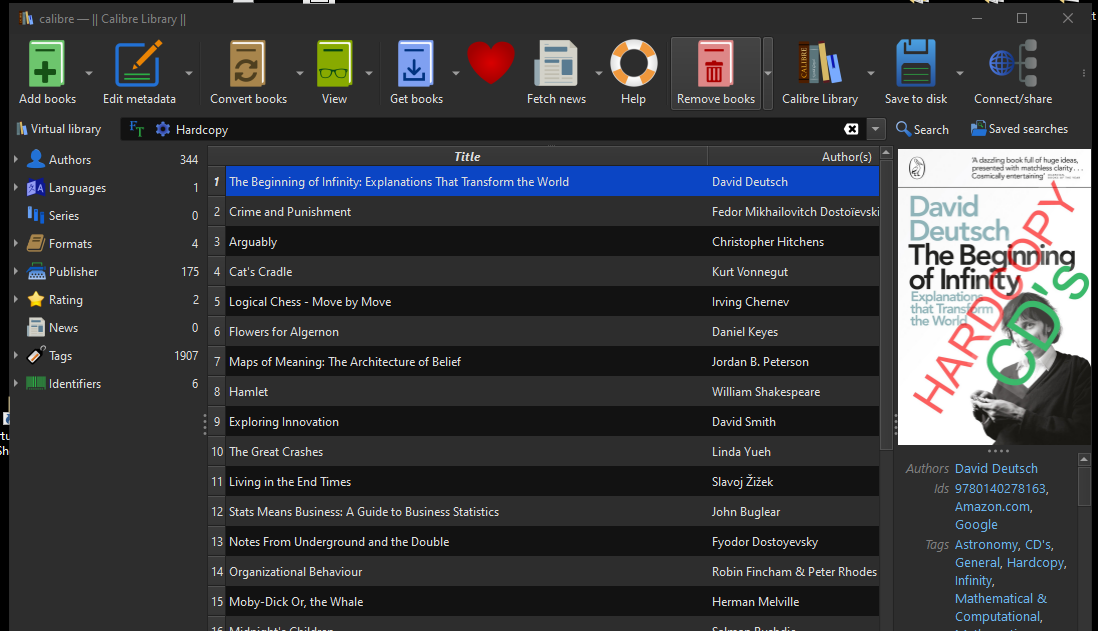 calibre — || Calibre Library ||
Add books
Edit metadata
Convert books
View
Get books
Fetch news
Help
Remove books
Calibre Library
Save to disk
Connect/share
CALIBRE
Virtual library
FT
Hardcopy
Search
Saved searches
Authors 344
Languages 1
Series 0
Formats 4
Publisher 175
Rating 2
News 0
Tags 1907
Identifiers 6
Title Author(s)
1 The Beginning of Infinity: Explanations That Transform the World David Deutsch
2 Crime and Punishment Fedor Mikhailovitch Dostoïevski
3 Arguably Christopher Hitchens
4 Cat's Cradle Kurt Vonnegut
5 Logical Chess - Move by Move Irving Chernev
6 Flowers for Algernon Daniel Keyes
7 Maps of Meaning: The Architecture of Belief Jordan B. Peterson
8 Hamlet William Shakespeare
9 Exploring Innovation David Smith
10 The Great Crashes Linda Yueh
11 Living in the End Times Slavoj Žižek
12 Stats Means Business: A Guide to Business Statistics John Buglear
13 Notes From Underground and the Double Fyodor Dostoyevsky
14 Organizational Behaviour Robin Fincham & Peter Rhodes
15 Moby-Dick Or, the Whale Herman Melville
16 Midnight's Children Salman Rushdie
'A dazzling book full of huge ideas,
presented with matchless clarity . . .
Cosmically entertaining'
David
Deutsch
The Beginning
of Infinity
Explanations
that Transform
the World
HARDCOPY
CD'S
Authors David Deutsch
Ids 9780140278163,
Amazon.com,
Google
Tags Astronomy, CD's,
General, Hardcopy,
Infinity,
Mathematical &
Computational,